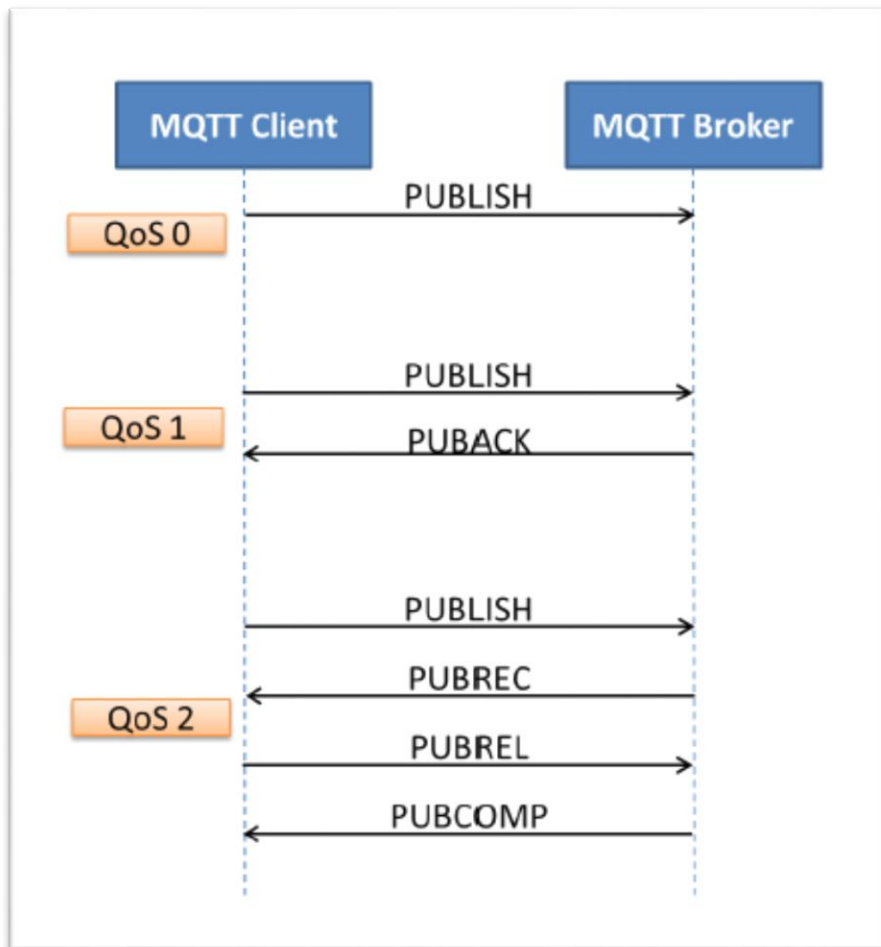 MQTT Client
MQTT Broker
PUBLISH
QoS 0
PUBLISH
QoS 1
PUBACK
PUBLISH
PUBREC
QoS 2
PUBREL
PUBCOMP